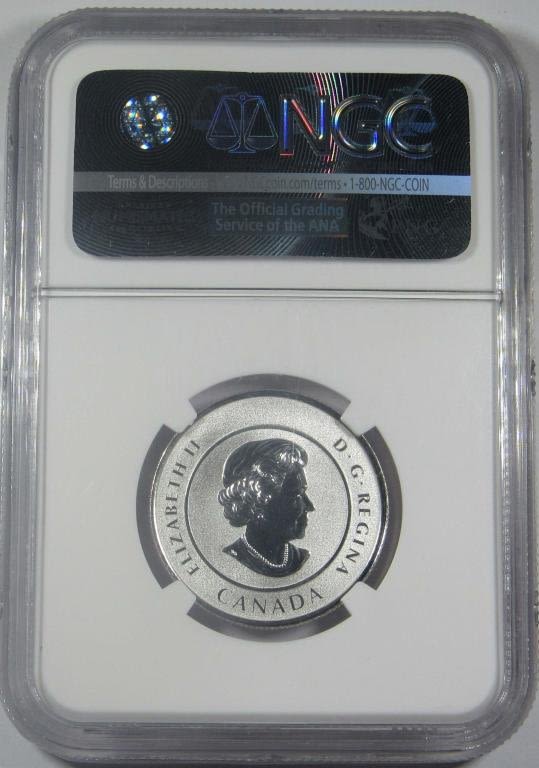 NGC
Terms & Descriptions coin.com/terms • 1-800-NGC-COIN
The Official Grading
Service of the ANA
ELIZABETH II
D·G·REGINA
CANADA